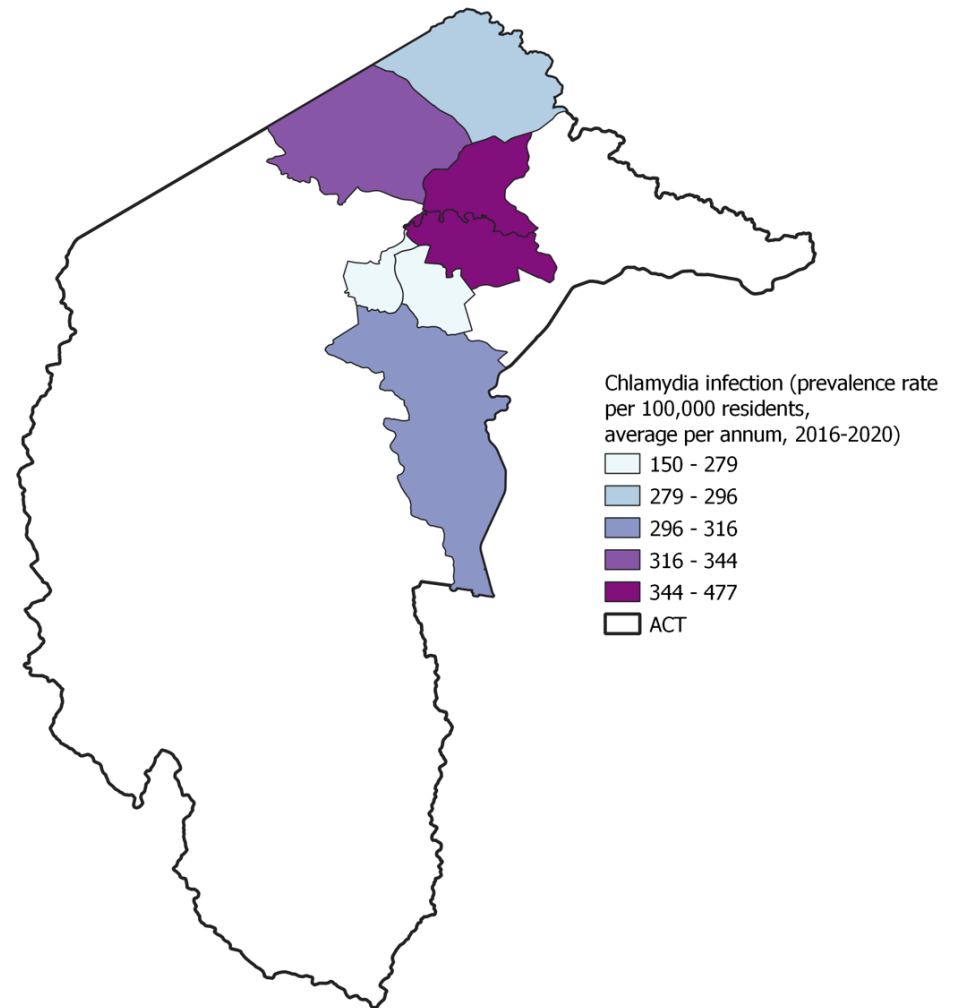 Chlamydia infection (prevalence rate
per 100,000 residents,
average per annum, 2016-2020)
150 - 279
279 - 296
296 - 316
316 - 344
344 - 477
ACT